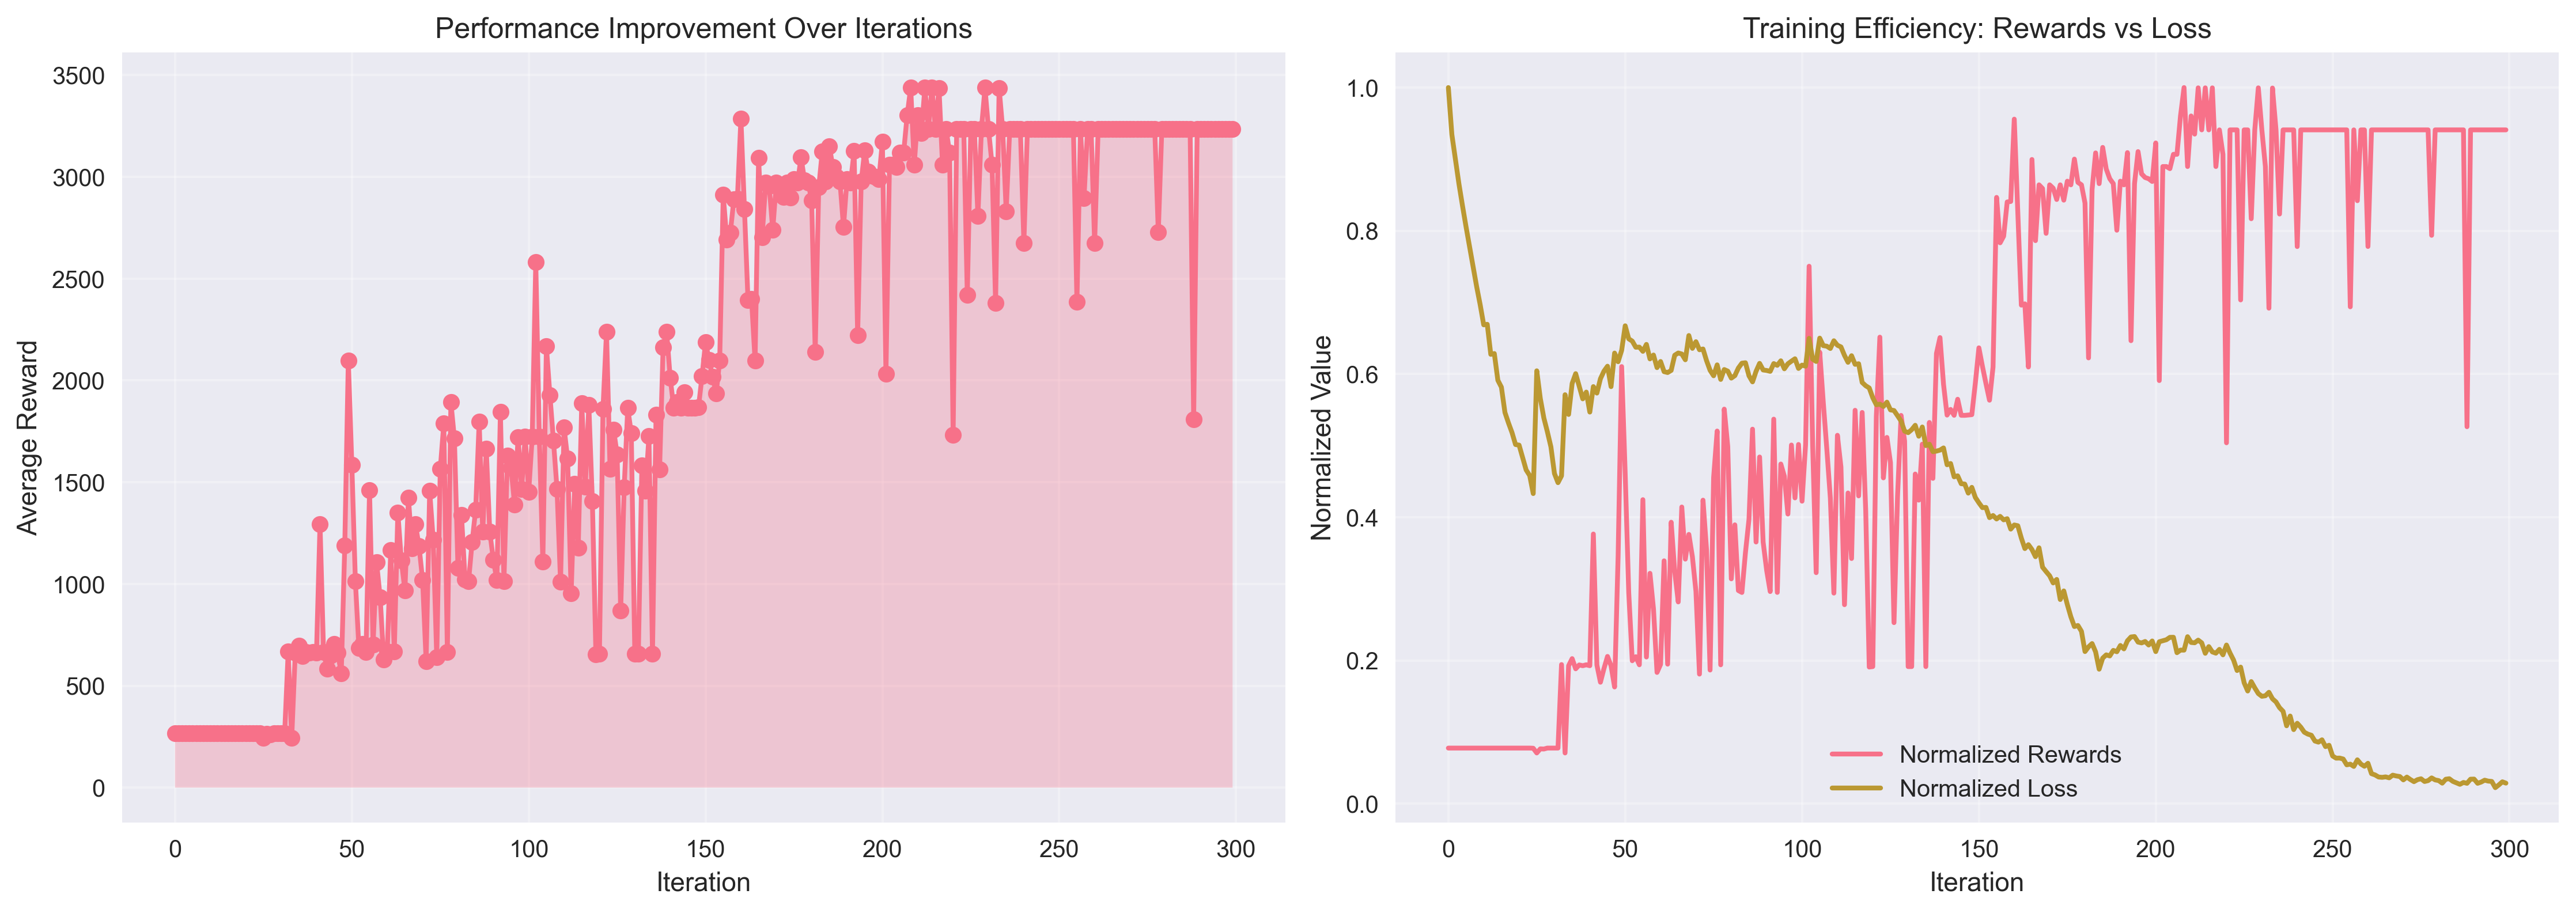 Performance Improvement Over Iterations
3500
3000
2500
2000
1500
1000
500
0
Average Reward
0 50 100 150 200 250 300
Iteration
Training Efficiency: Rewards vs Loss
1.0
0.8
0.6
0.4
0.2
0.0
Normalized Value
Normalized Rewards
Normalized Loss
0 50 100 150 200 250 300
Iteration